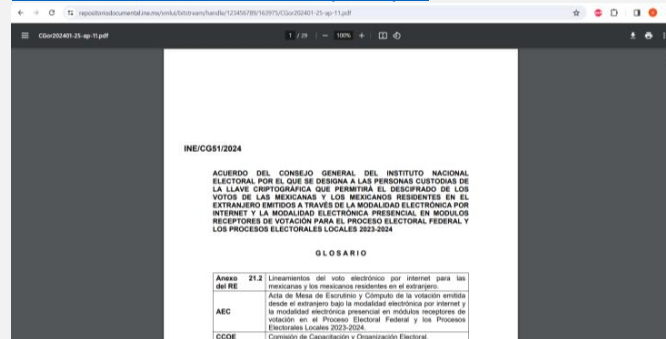 repositoriodocumental.ine.mx/xmlui/bitstream/handle/123456789/163975/CGor202401-25-ap-11.pdf
CGor202401-25-ap-11.pdf
1 / 29
100%
INE/CG51/2024
ACUERDO DEL CONSEJO GENERAL DEL INSTITUTO NACIONAL
ELECTORAL POR EL QUE SE DESIGNA A LAS PERSONAS CUSTODIAS DE
LA LLAVE CRIPTOGRÁFICA QUE PERMITIRÁ EL DESCIFRADO DE LOS
VOTOS DE LAS MEXICANAS Y LOS MEXICANOS RESIDENTES EN EL
EXTRANJERO EMITIDOS A TRAVÉS DE LA MODALIDAD ELECTRÓNICA POR
INTERNET Y LA MODALIDAD ELECTRÓNICA PRESENCIAL EN MÓDULOS
RECEPTORES DE VOTACIÓN PARA EL PROCESO ELECTORAL FEDERAL Y
LOS PROCESOS ELECTORALES LOCALES 2023-2024
GLOSARIO
Anexo 21.2 Lineamientos del voto electrónico por internet para las
del RE mexicanas y los mexicanos residentes en el extranjero.
Acta de Mesa de Escrutinio y Cómputo de la votación emitida
desde el extranjero bajo la modalidad electrónica por internet y
AEC la modalidad electrónica presencial en módulos receptores de
votación en el Proceso Electoral Federal y los Procesos
Electorales Locales 2023-2024.
CCOE Comisión de Capacitación y Organización Electoral.